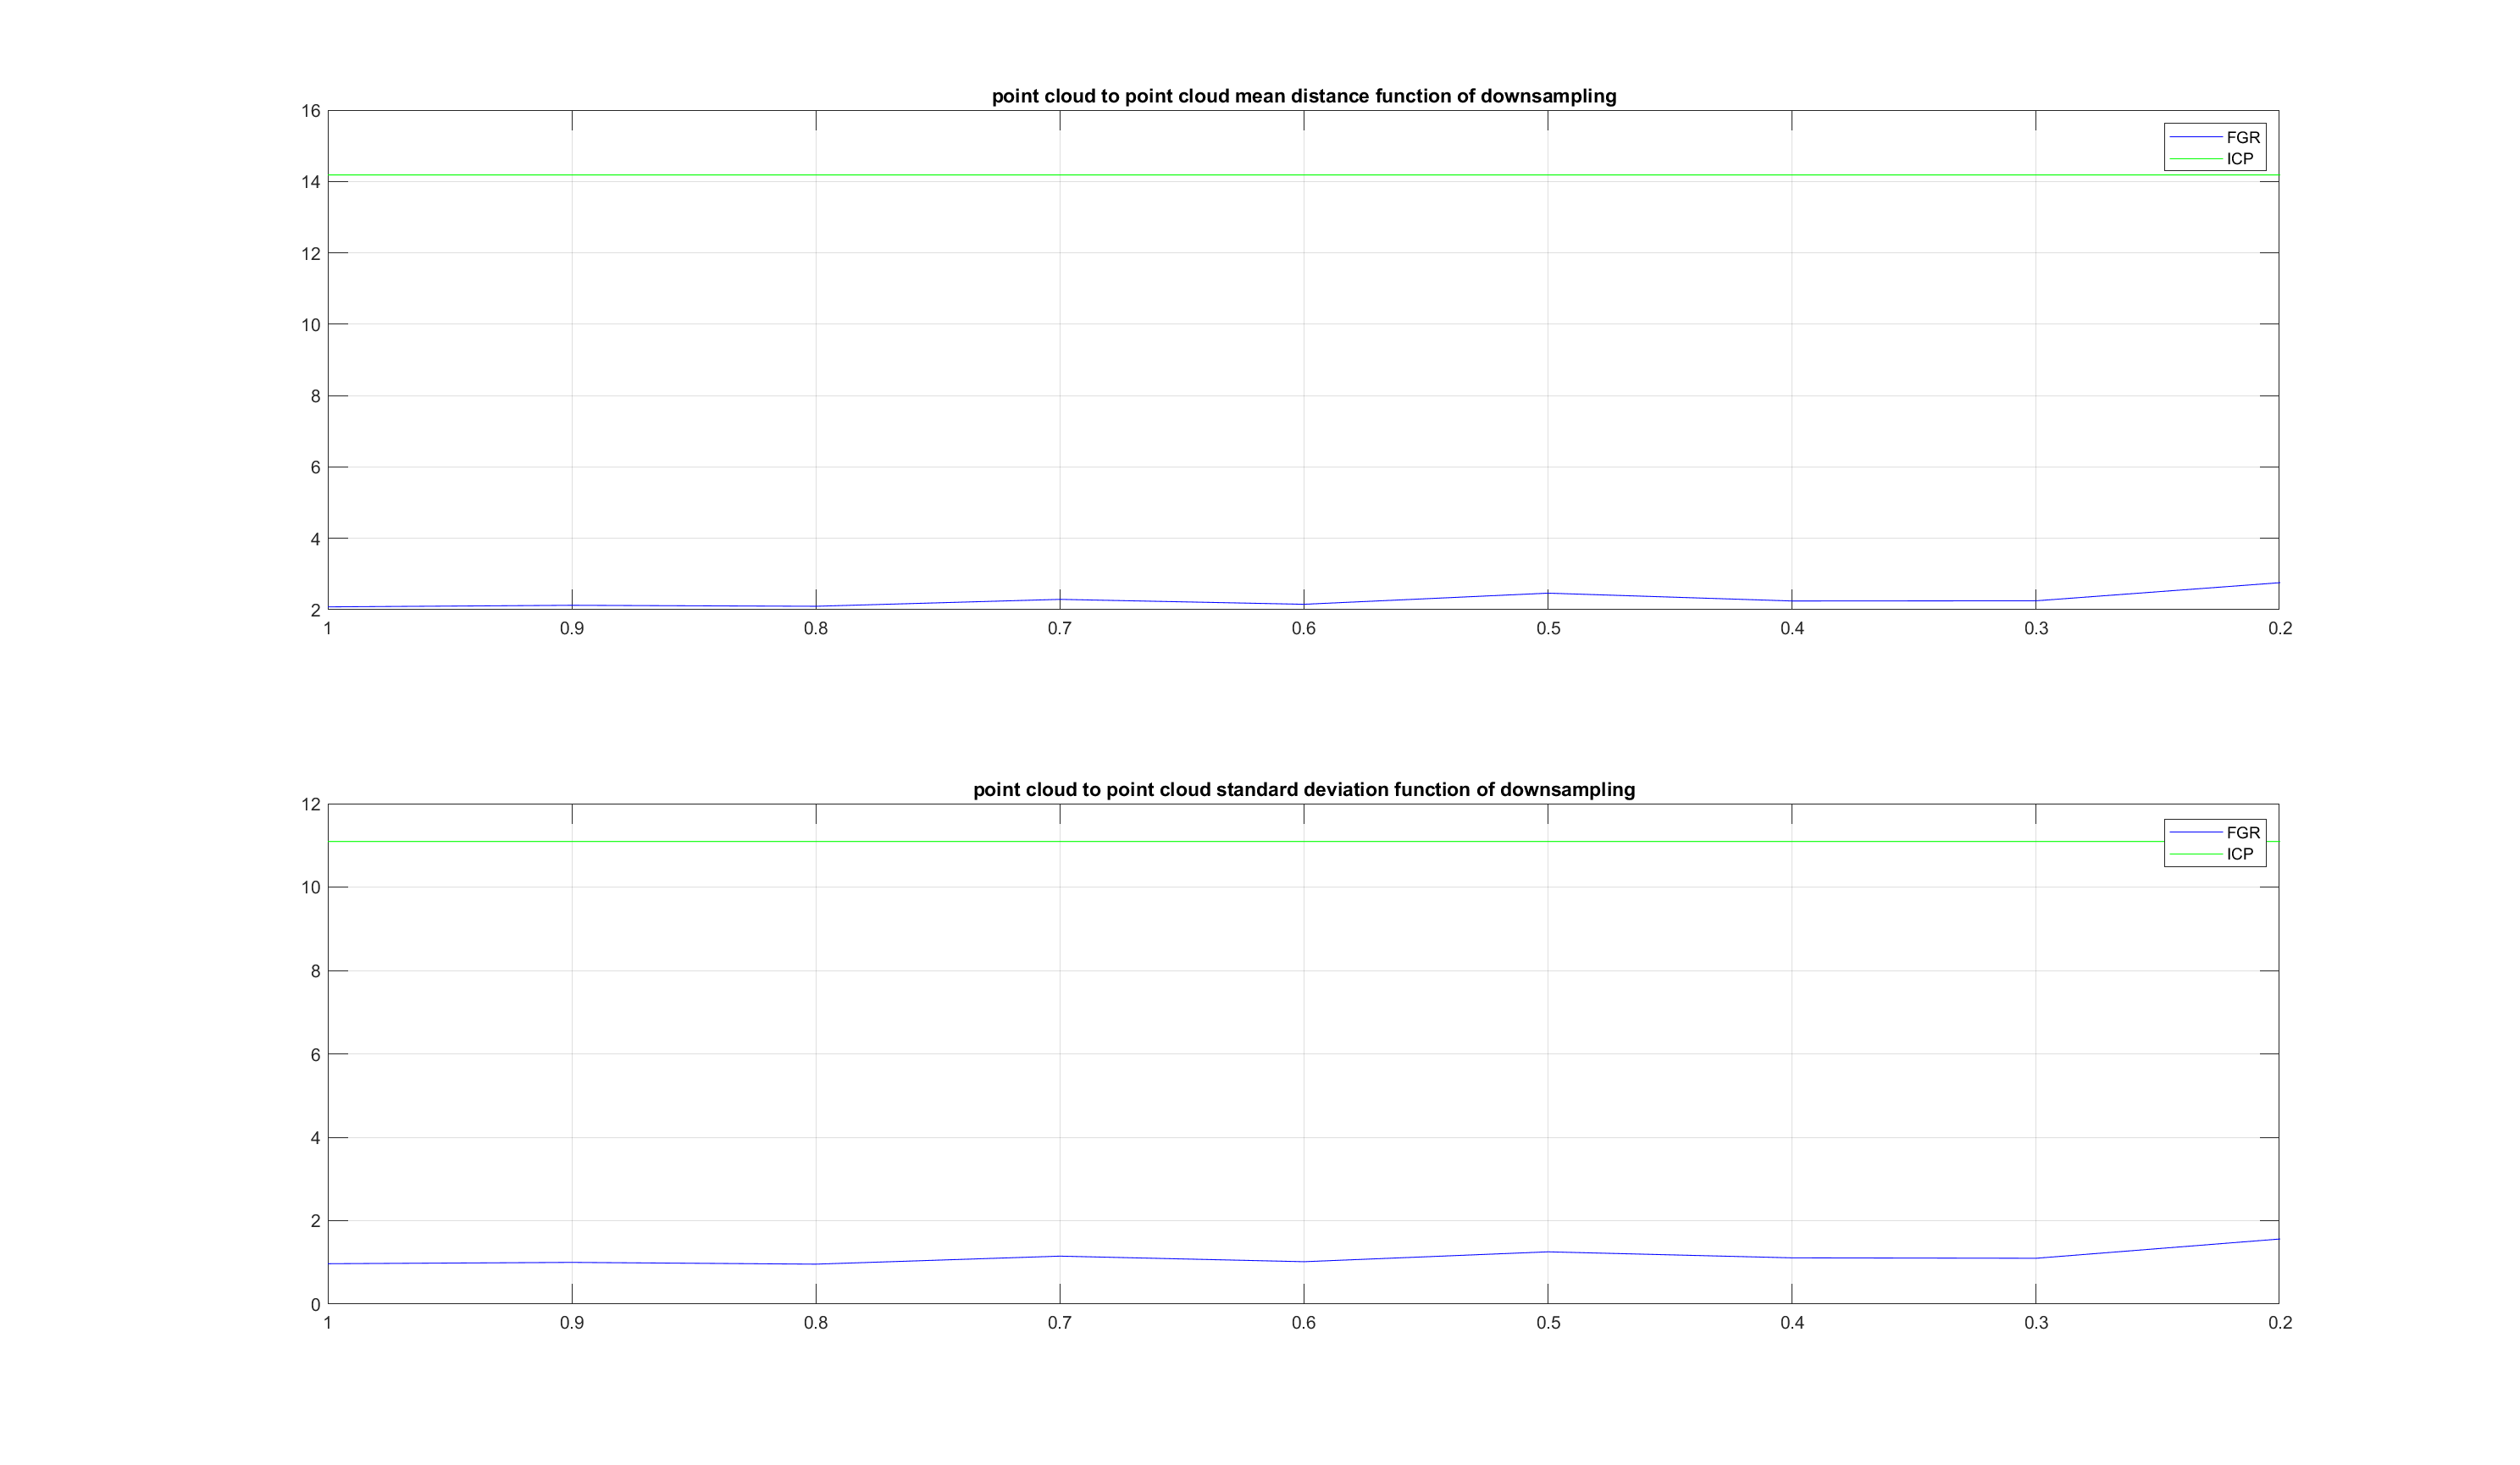 point cloud to point cloud mean distance function of downsampling
16
14
12
10
8
6
4
2
FGR
ICP
1 0.9 0.8 0.7 0.6 0.5 0.4 0.3 0.2
point cloud to point cloud standard deviation function of downsampling
12
10
8
6
4
2
0
FGR
ICP
1 0.9 0.8 0.7 0.6 0.5 0.4 0.3 0.2